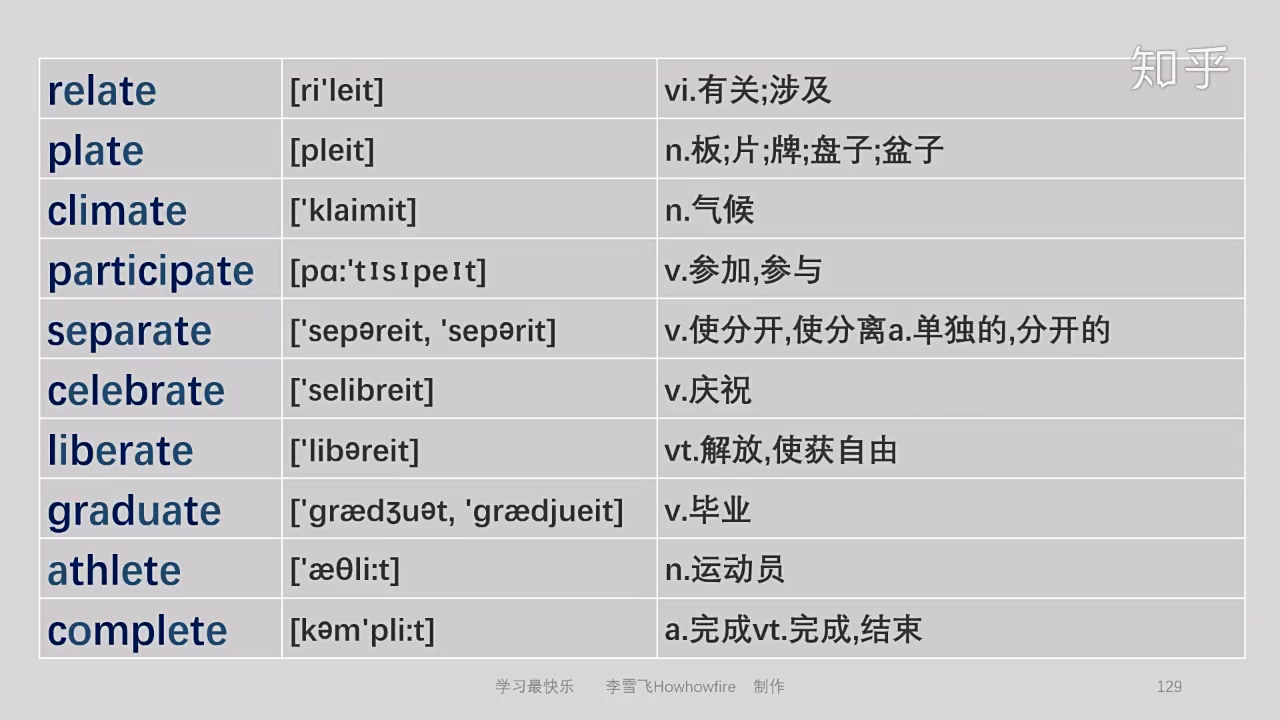 知乎
relate [ri'leit] vi.有关;涉及
plate [pleit] n.板;片;牌;盘子;盆子
climate ['klaimit] n.气候
participate [pɑ:'tɪsɪpeɪt] v.参加,参与
separate ['sepəreit, 'sepərit] v.使分开,使分离a.单独的,分开的
celebrate ['selibreit] v.庆祝
liberate ['libəreit] vt.解放,使获自由
graduate ['grædʒuət, 'grædjueit] v.毕业
athlete ['æθli:t] n.运动员
complete [kəm'pli:t] a.完成vt.完成,结束
学习最快乐 李雪飞Howhowfire 制作 129